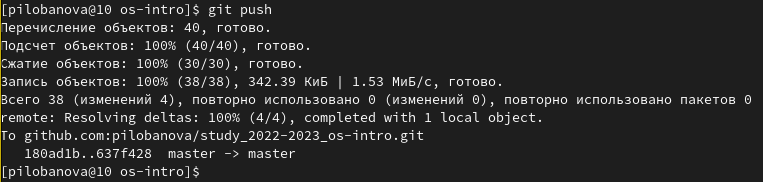 [pilobanova@10 os-intro]$ git push
Перечисление объектов: 40, готово.
Подсчет объектов: 100% (40/40), готово.
Сжатие объектов: 100% (30/30), готово.
Запись объектов: 100% (38/38), 342.39 КиБ | 1.53 МиБ/с, готово.
Всего 38 (изменений 4), повторно использовано 0 (изменений 0), повторно использовано пакетов 0
remote: Resolving deltas: 100% (4/4), completed with 1 local object.
To github.com:pilobanova/study_2022-2023_os-intro.git
   180ad1b..637f428  master -> master
[pilobanova@10 os-intro]$